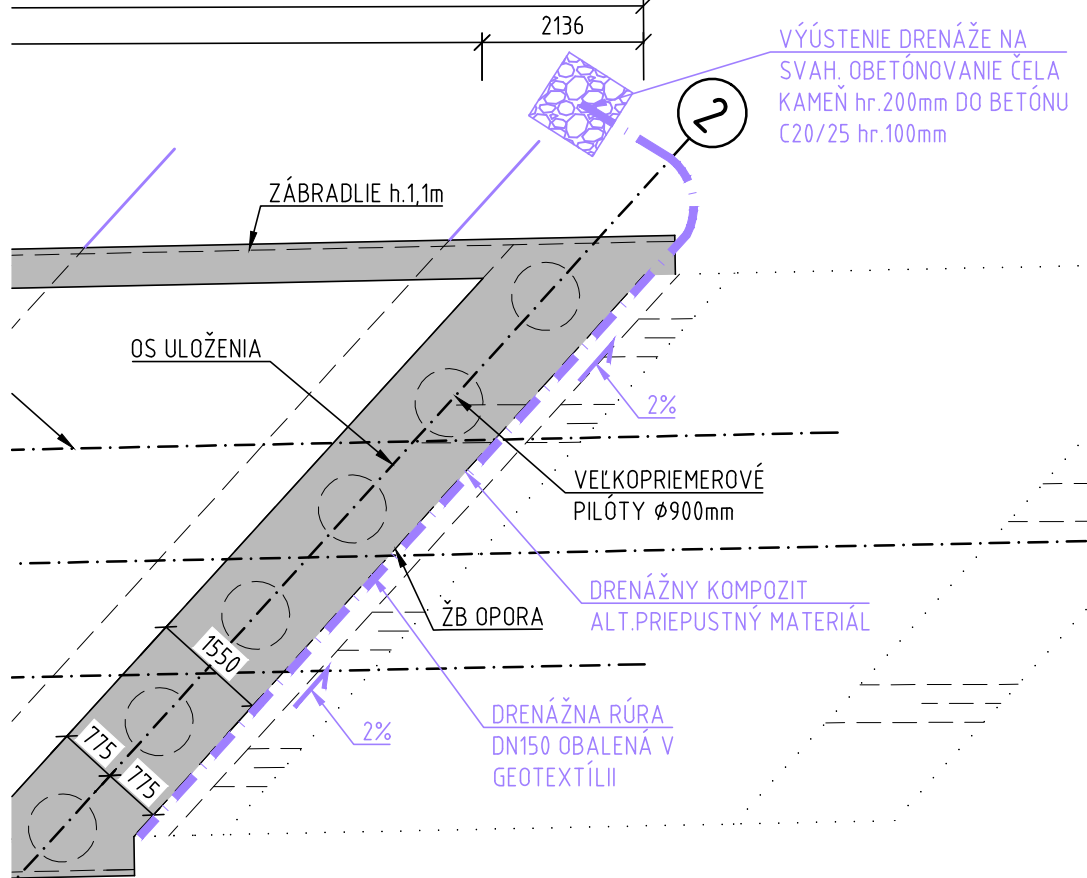 2136
VÝÚSTENIE DRENÁŽE NA
SVAH. OBETÓNOVANIE ČELA
KAMEŇ hr.200mm DO BETÓNU
C20/25 hr.100mm
2
ZÁBRADLIE h.1,1m
OS ULOŽENIA
2%
VEĽKOPRIEMEROVÉ
PILÓTY Ø900mm
DRENÁŽNY KOMPOZIT
ALT.PRIEPUSTNÝ MATERIÁL
ŽB OPORA
1550
DRENÁŽNA RÚRA
DN150 OBALENÁ V
GEOTEXTÍLII
2%
775
775